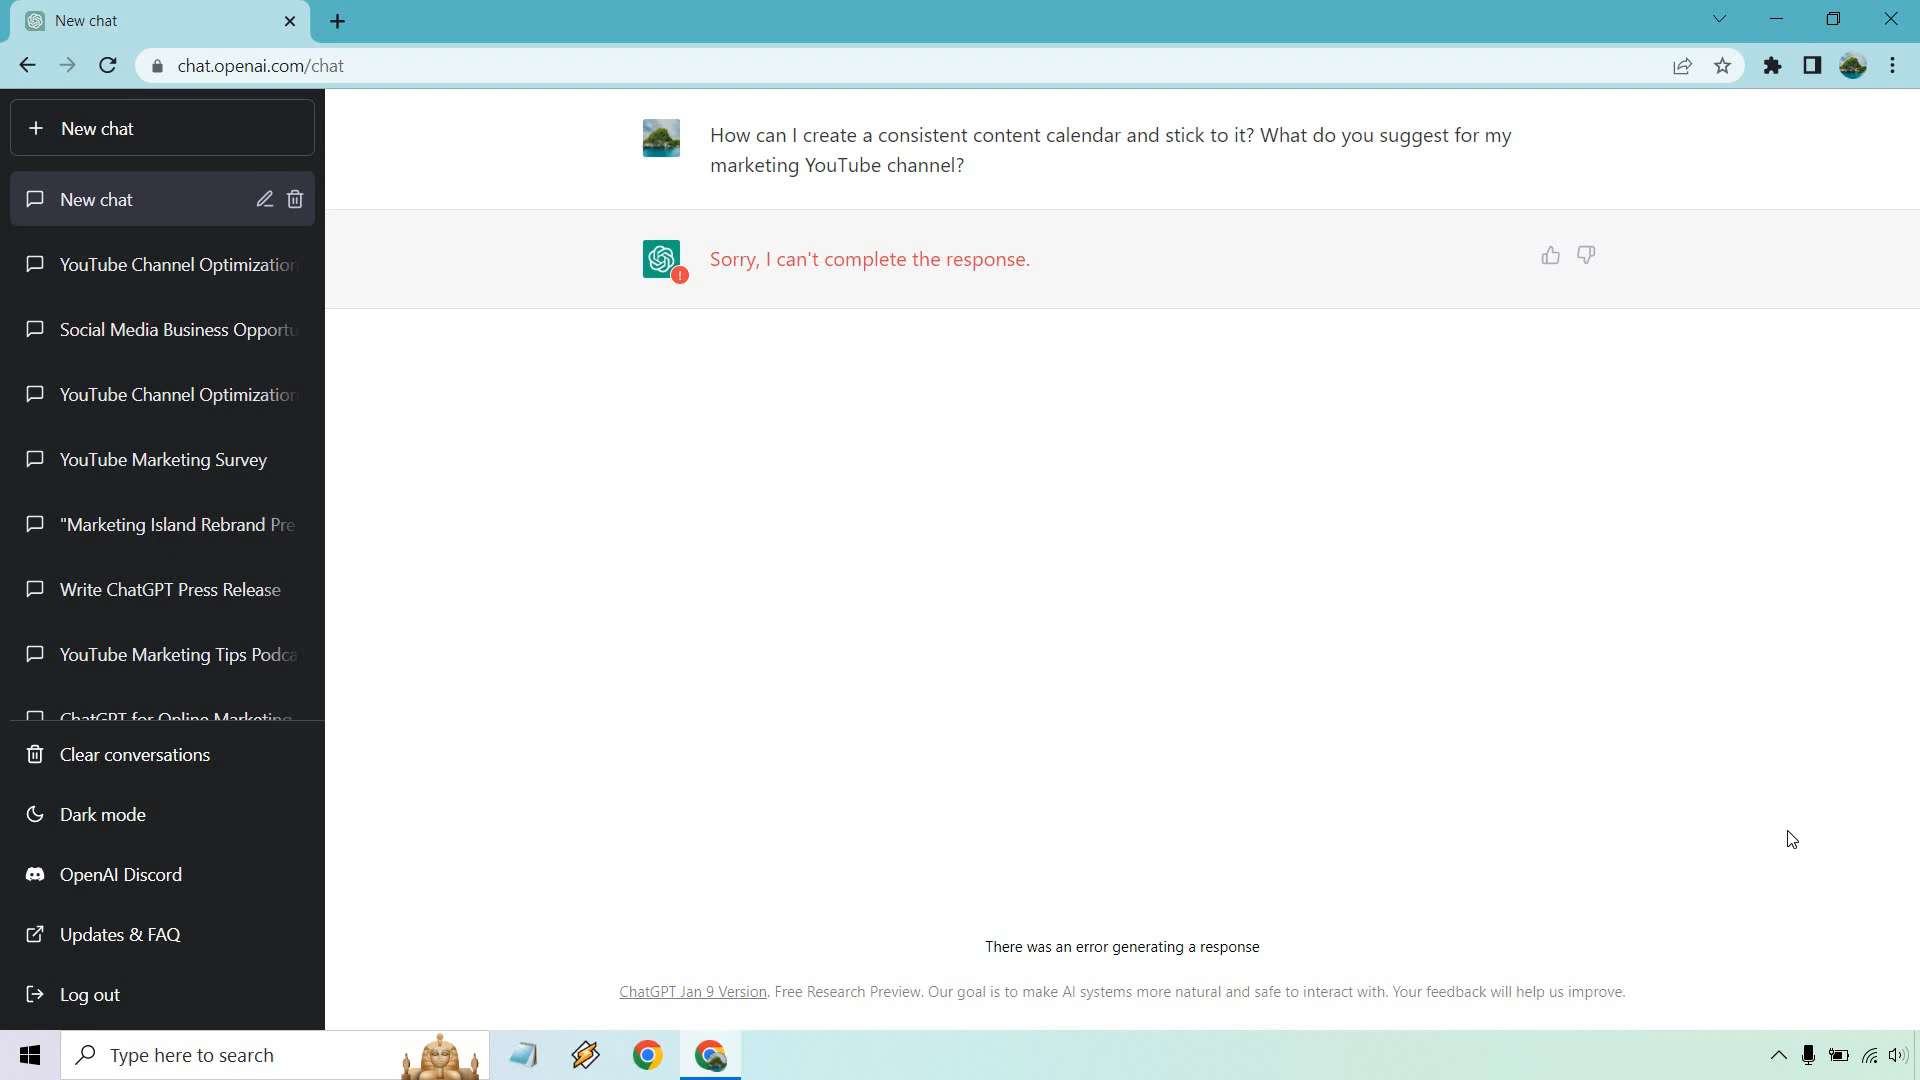 New chat
chat.openai.com/chat
New chat
New chat
YouTube Channel Optimization
Social Media Business Opportu
YouTube Channel Optimization
YouTube Marketing Survey
"Marketing Island Rebrand Pre
Write ChatGPT Press Release
YouTube Marketing Tips Podca
ChatGPT for Online Marketing
Clear conversations
Dark mode
OpenAI Discord
Updates & FAQ
Log out
How can I create a consistent content calendar and stick to it? What do you suggest for my
marketing YouTube channel?
Sorry, I can't complete the response.
There was an error generating a response
ChatGPT Jan 9 Version. Free Research Preview. Our goal is to make AI systems more natural and safe to interact with. Your feedback will help us improve.
Type here to search